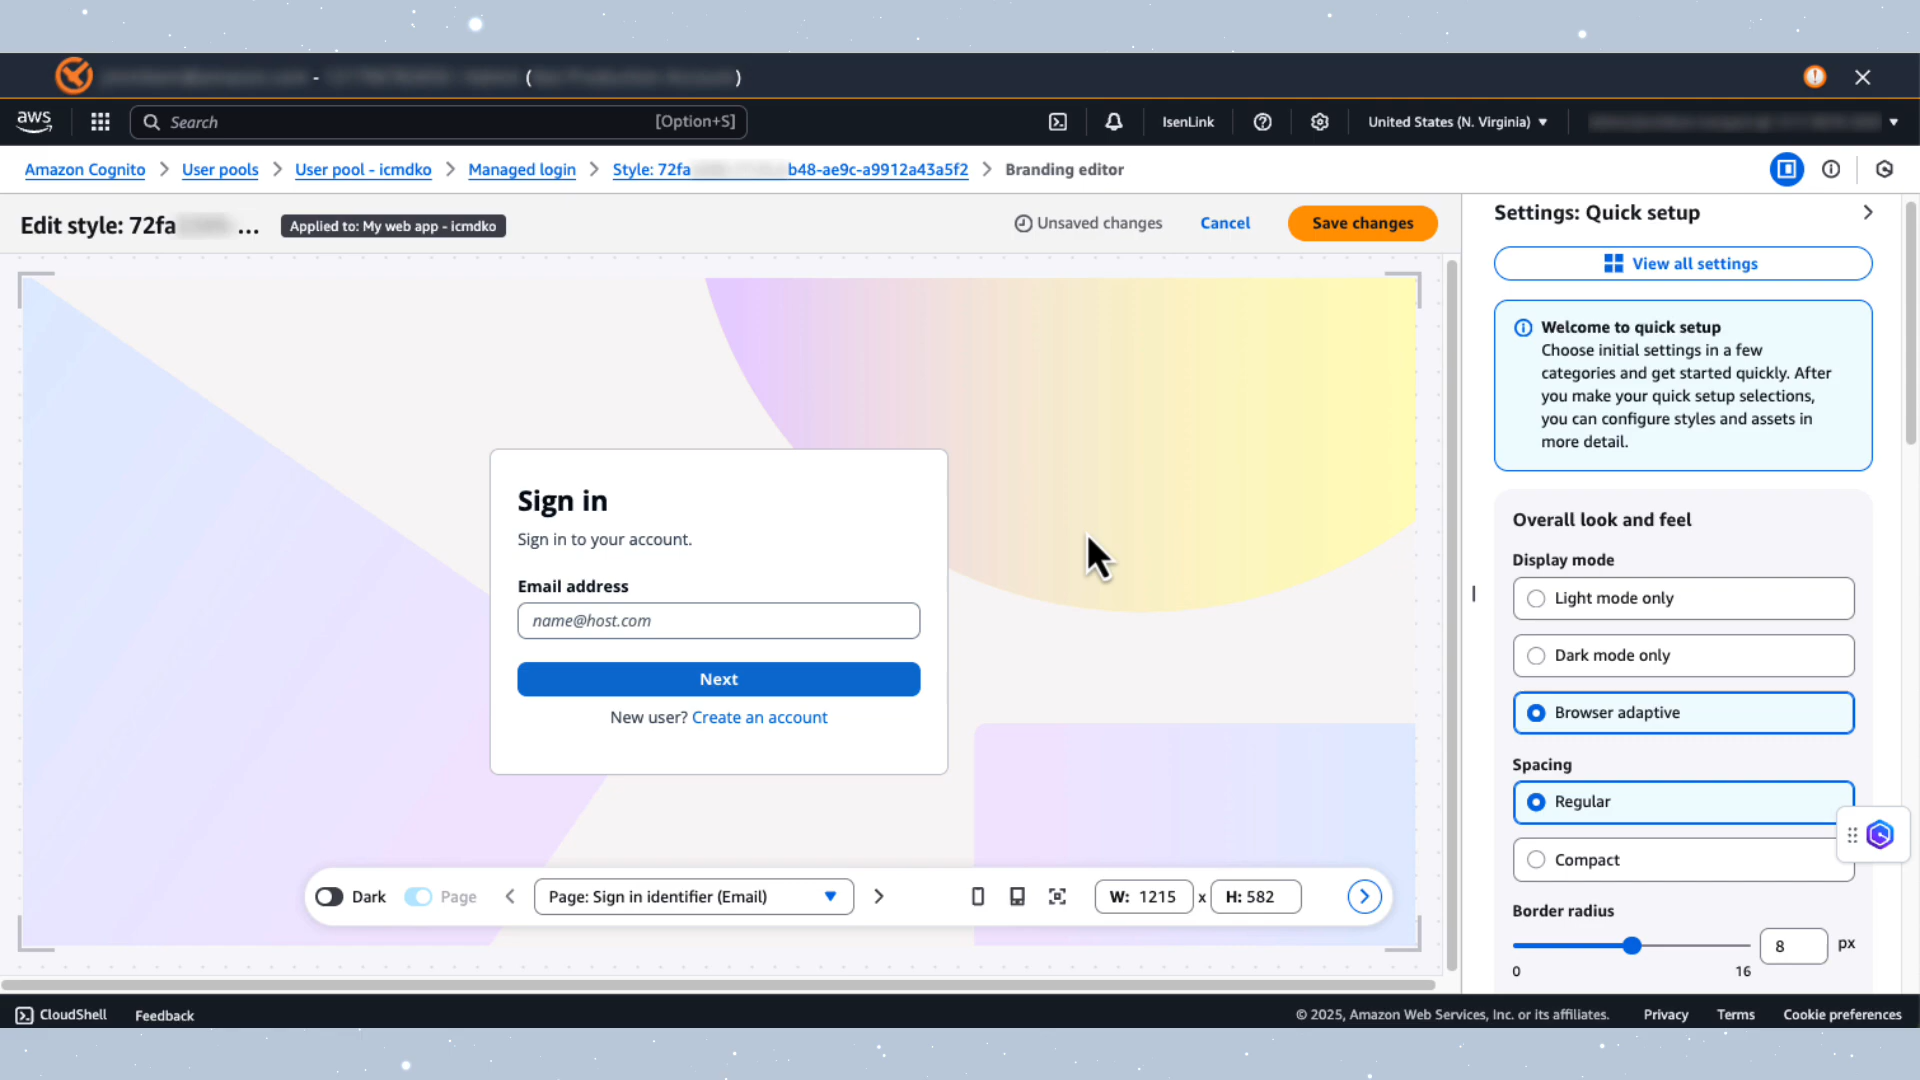 - ( )
aws Search [Option+S] IsenLink United States (N. Virginia)
Amazon Cognito User pools User pool - icmdko Managed login Style: 72fa b48-ae9c-a9912a43a5f2 Branding editor
Edit style: 72fa ... Applied to: My web app - icmdko Unsaved changes Cancel Save changes
Settings: Quick setup
View all settings
Welcome to quick setup
Choose initial settings in a few
categories and get started quickly. After
you make your quick setup selections,
you can configure styles and assets in
more detail.
Overall look and feel
Display mode
Light mode only
Dark mode only
Browser adaptive
Spacing
Regular
Compact
Border radius
8 px
0 16
Sign in
Sign in to your account.
Email address
name@host.com
Next
New user? Create an account
Dark Page Page: Sign in identifier (Email) W: 1215 x H: 582
CloudShell Feedback © 2025, Amazon Web Services, Inc. or its affiliates. Privacy Terms Cookie preferences